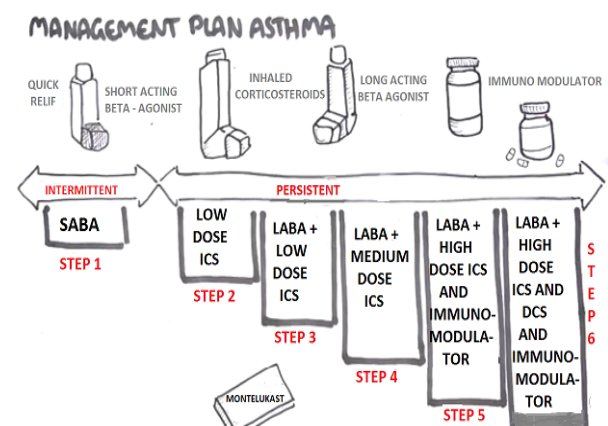 MANAGEMENT PLAN ASTHMA
QUICK
RELIF
SHORT ACTING
BETA - AGONIST
INHALED
CORTICOSTEROIDS
LONG ACTING
BETA AGONIST
IMMUNO MODULATOR
INTERMITTENT
PERSISTENT
SABA
STEP 1
LOW
DOSE
ICS
STEP 2
LABA +
LOW
DOSE
ICS
STEP 3
LABA +
MEDIUM
DOSE
ICS
STEP 4
LABA +
HIGH
DOSE ICS
AND
IMMUNO-
MODULA-
TOR
STEP 5
LABA +
HIGH
DOSE
ICS AND
DCS
AND
IMMUNO-
MODULA-
TOR
S
T
E
P
6
MONTELUKAST